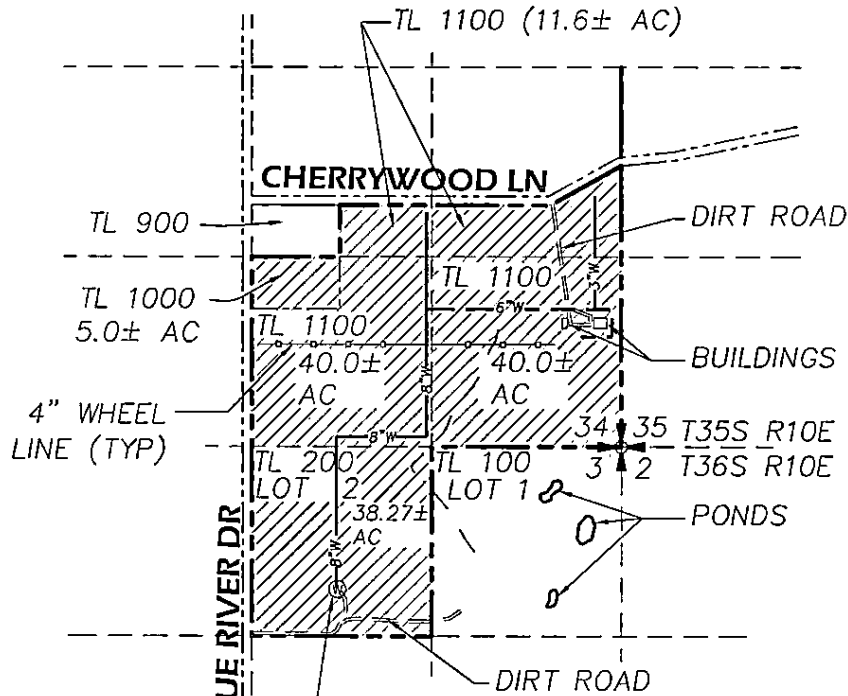 TL 1100 (11.6± AC)
CHERRYWOOD LN
TL 900
DIRT ROAD
TL 1000
5.0± AC
TL 1100
3"W
6"W
TL 1100
40.0±
AC
40.0±
AC
8"W
BUILDINGS
4" WHEEL
LINE (TYP)
34 35 T35S R10E
3 2 T36S R10E
8"W
TL 200
LOT 2
38.27±
AC
TL 100
LOT 1
PONDS
8"W
W
UE RIVER DR
DIRT ROAD